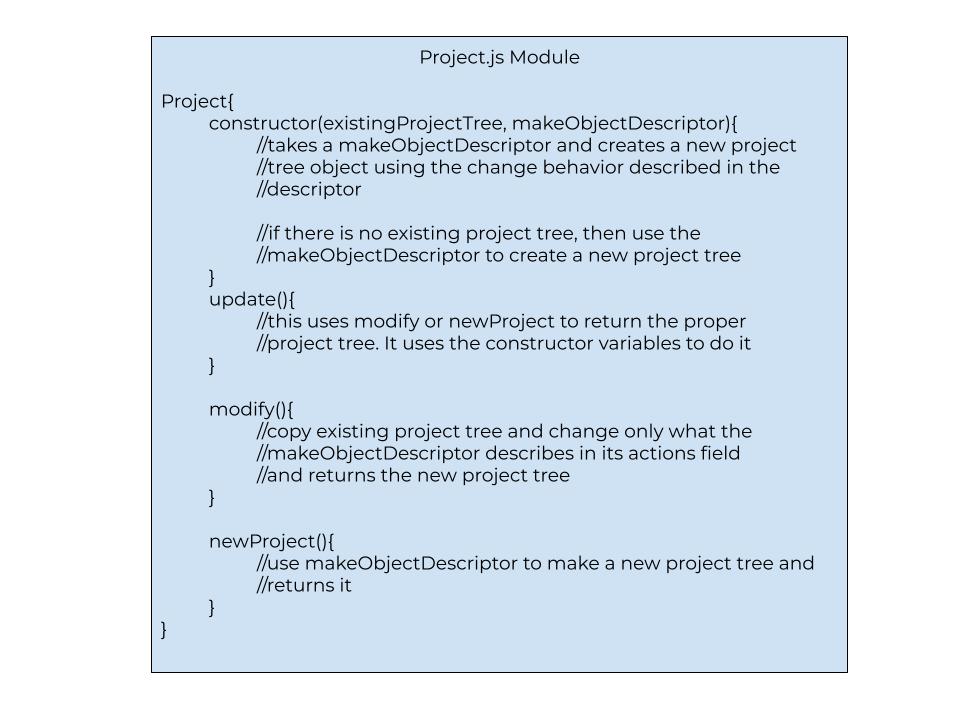 Project.js Module
Project{
constructor(existingProjectTree, makeObjectDescriptor){
//takes a makeObjectDescriptor and creates a new project
//tree object using the change behavior described in the
//descriptor
//if there is no existing project tree, then use the
//makeObjectDescriptor to create a new project tree
}
update(){
//this uses modify or newProject to return the proper
//project tree. It uses the constructor variables to do it
}
modify(){
//copy existing project tree and change only what the
//makeObjectDescriptor describes in its actions field
//and returns the new project tree
}
newProject(){
//use makeObjectDescriptor to make a new project tree and
//returns it
}
}